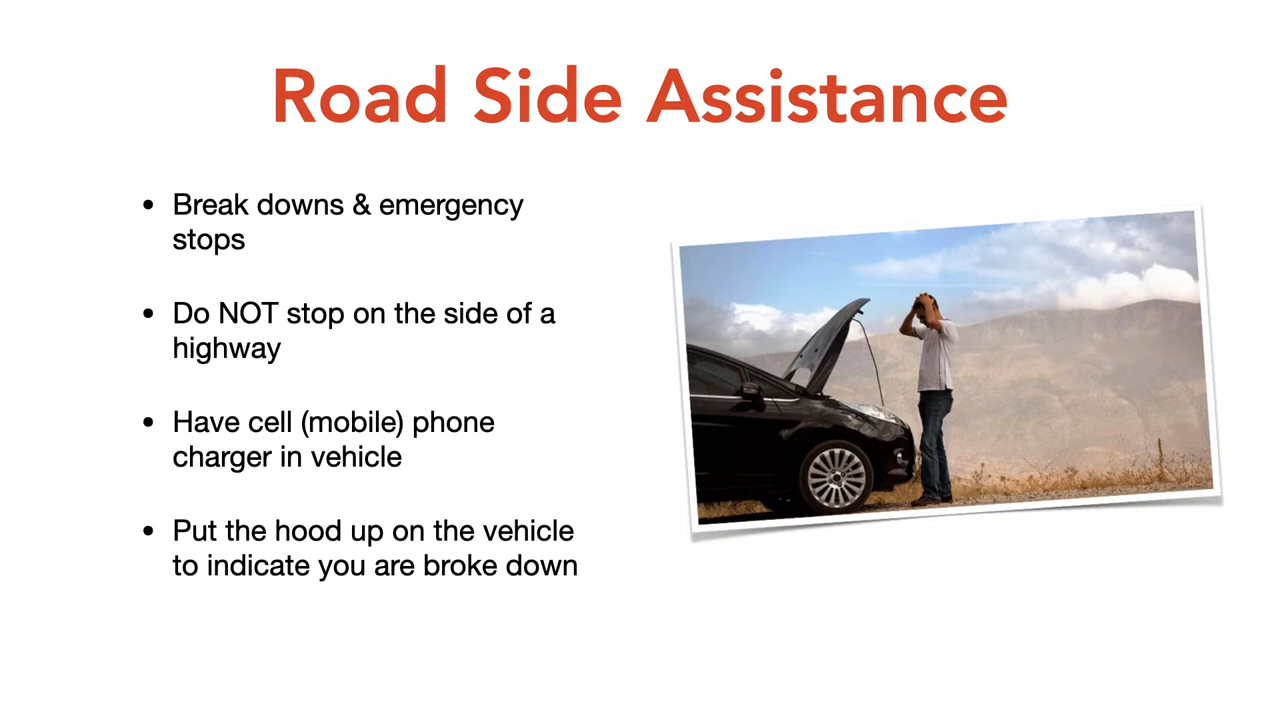 Road Side Assistance
• Break downs & emergency
stops
• Do NOT stop on the side of a
highway
• Have cell (mobile) phone
charger in vehicle
• Put the hood up on the vehicle
to indicate you are broke down